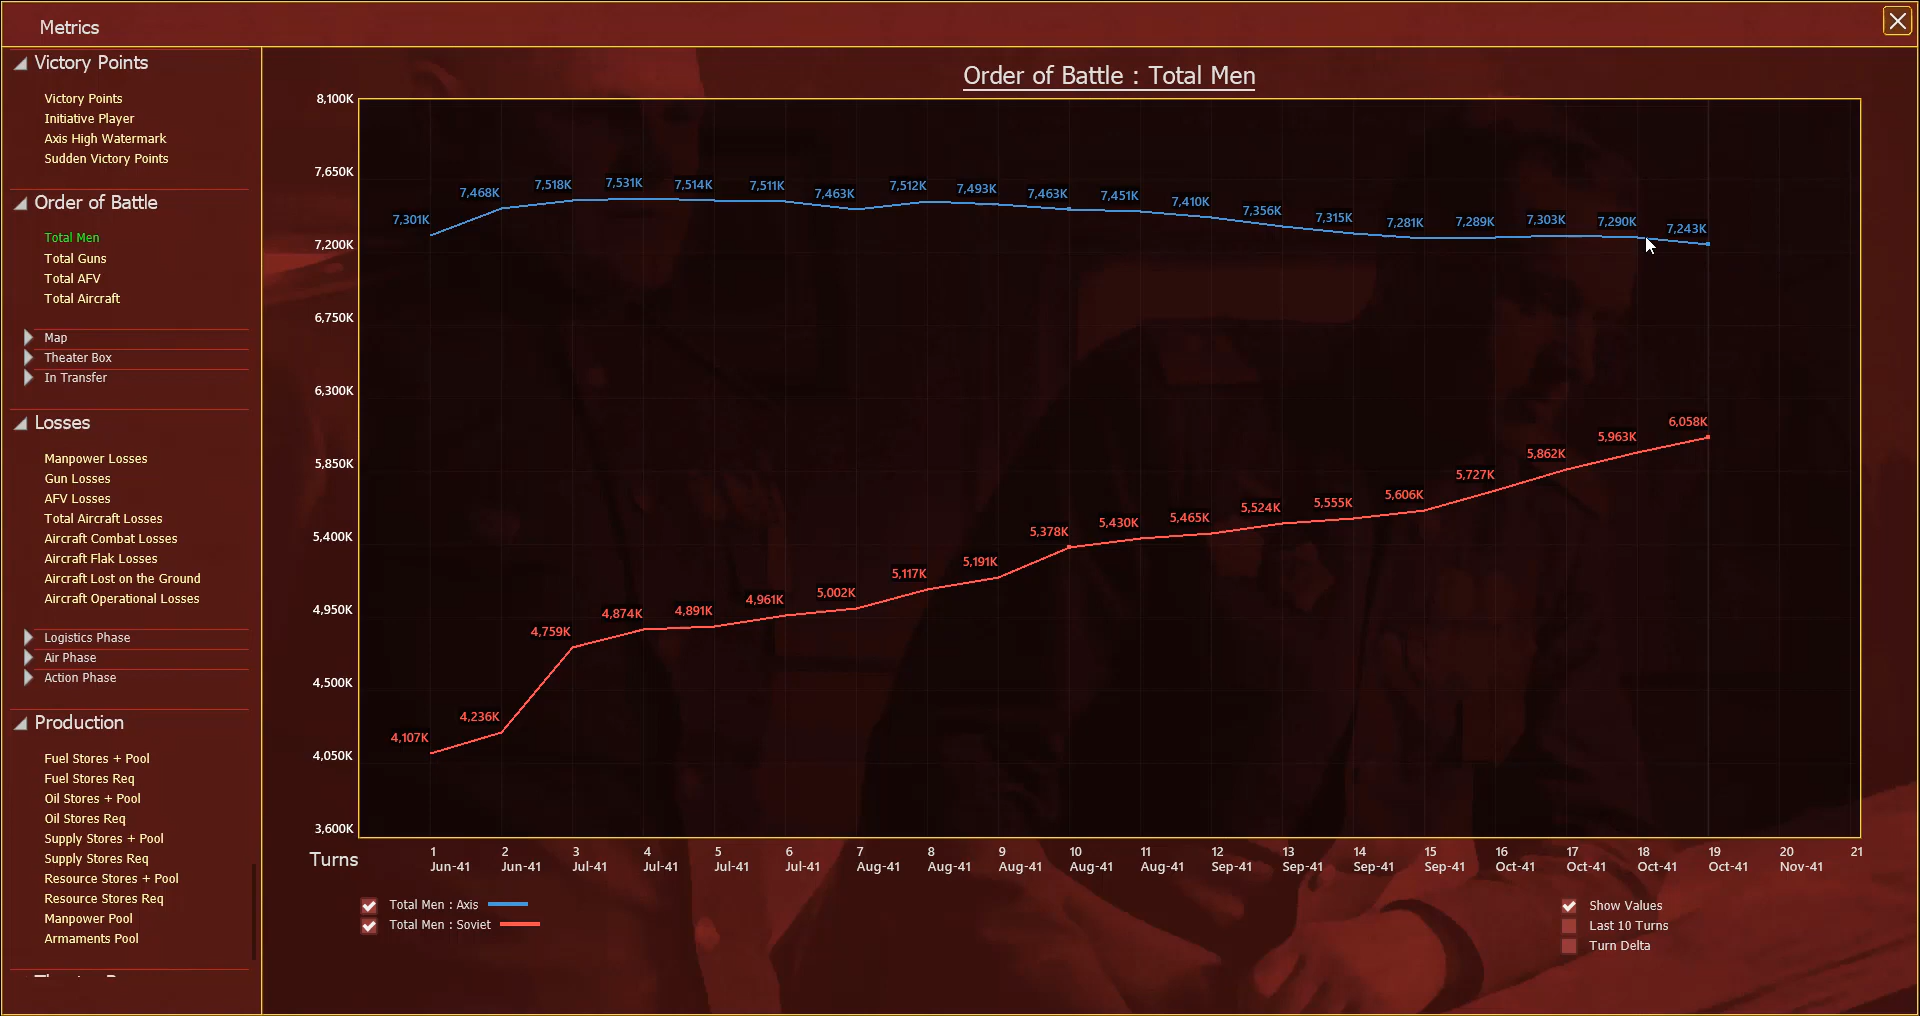 Metrics
Victory Points
Victory Points
Initiative Player
Axis High Watermark
Sudden Victory Points
Order of Battle
Total Men
Total Guns
Total AFV
Total Aircraft
Map
Theater Box
In Transfer
Losses
Manpower Losses
Gun Losses
AFV Losses
Total Aircraft Losses
Aircraft Combat Losses
Aircraft Flak Losses
Aircraft Lost on the Ground
Aircraft Operational Losses
Logistics Phase
Air Phase
Action Phase
Production
Fuel Stores + Pool
Fuel Stores Req
Oil Stores + Pool
Oil Stores Req
Supply Stores + Pool
Supply Stores Req
Resource Stores + Pool
Resource Stores Req
Manpower Pool
Armaments Pool
Order of Battle : Total Men
8,100K
7,650K
7,200K
6,750K
6,300K
5,850K
5,400K
4,950K
4,500K
4,050K
3,600K
7,301K 7,468K 7,518K 7,531K 7,514K 7,511K 7,463K 7,512K 7,493K 7,463K 7,451K 7,410K 7,356K 7,315K 7,281K 7,289K 7,303K 7,290K 7,243K
4,107K 4,236K 4,759K 4,874K 4,891K 4,961K 5,002K 5,117K 5,191K 5,378K 5,430K 5,465K 5,524K 5,555K 5,606K 5,727K 5,862K 5,963K 6,058K
Turns
1 2 3 4 5 6 7 8 9 10 11 12 13 14 15 16 17 18 19 20 21
Jun-41 Jun-41 Jul-41 Jul-41 Jul-41 Jul-41 Aug-41 Aug-41 Aug-41 Aug-41 Aug-41 Sep-41 Sep-41 Sep-41 Sep-41 Oct-41 Oct-41 Oct-41 Oct-41 Nov-41
Total Men : Axis
Total Men : Soviet
Show Values
Last 10 Turns
Turn Delta